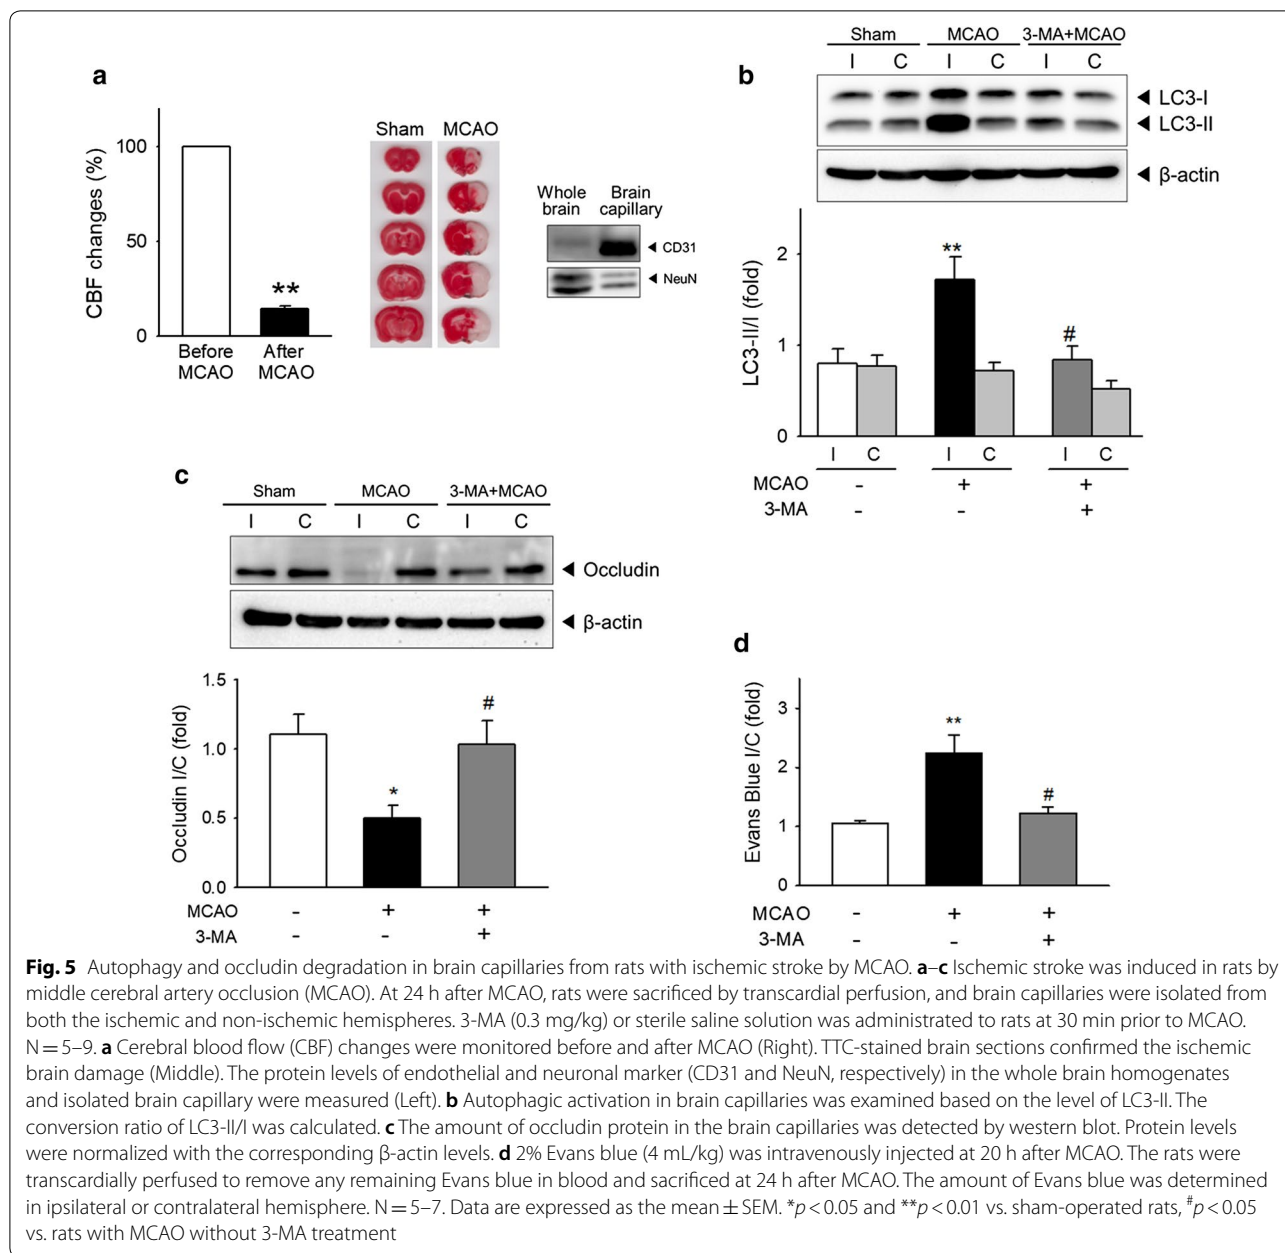 a
CBF changes (%)
100
50
0
**
Before MCAO
After MCAO
Sham MCAO
Whole brain
Brain capillary
CD31
NeuN
b
Sham MCAO 3-MA+MCAO
I C I C I C
LC3-I
LC3-II
β-actin
LC3-II/I (fold)
2
1
0
**
#
I C I C I C
MCAO - + +
3-MA - - +
c
Sham MCAO 3-MA+MCAO
I C I C I C
Occludin
β-actin
Occludin I/C (fold)
1.5
1.0
0.5
0.0
*
#
MCAO - + +
3-MA - - +
d
Evans Blue I/C (fold)
3
2
1
0
**
#
MCAO - + +
3-MA - - +
Fig. 5 Autophagy and occludin degradation in brain capillaries from rats with ischemic stroke by MCAO. a–c Ischemic stroke was induced in rats by
middle cerebral artery occlusion (MCAO). At 24 h after MCAO, rats were sacrificed by transcardial perfusion, and brain capillaries were isolated from
both the ischemic and non-ischemic hemispheres. 3-MA (0.3 mg/kg) or sterile saline solution was administrated to rats at 30 min prior to MCAO.
N = 5–9. a Cerebral blood flow (CBF) changes were monitored before and after MCAO (Right). TTC-stained brain sections confirmed the ischemic
brain damage (Middle). The protein levels of endothelial and neuronal marker (CD31 and NeuN, respectively) in the whole brain homogenates
and isolated brain capillary were measured (Left). b Autophagic activation in brain capillaries was examined based on the level of LC3-II. The
conversion ratio of LC3-II/I was calculated. c The amount of occludin protein in the brain capillaries was detected by western blot. Protein levels
were normalized with the corresponding β-actin levels. d 2% Evans blue (4 mL/kg) was intravenously injected at 20 h after MCAO. The rats were
transcardially perfused to remove any remaining Evans blue in blood and sacrificed at 24 h after MCAO. The amount of Evans blue was determined
in ipsilateral or contralateral hemisphere. N = 5–7. Data are expressed as the mean ± SEM. *p < 0.05 and **p < 0.01 vs. sham-operated rats, #p < 0.05
vs. rats with MCAO without 3-MA treatment